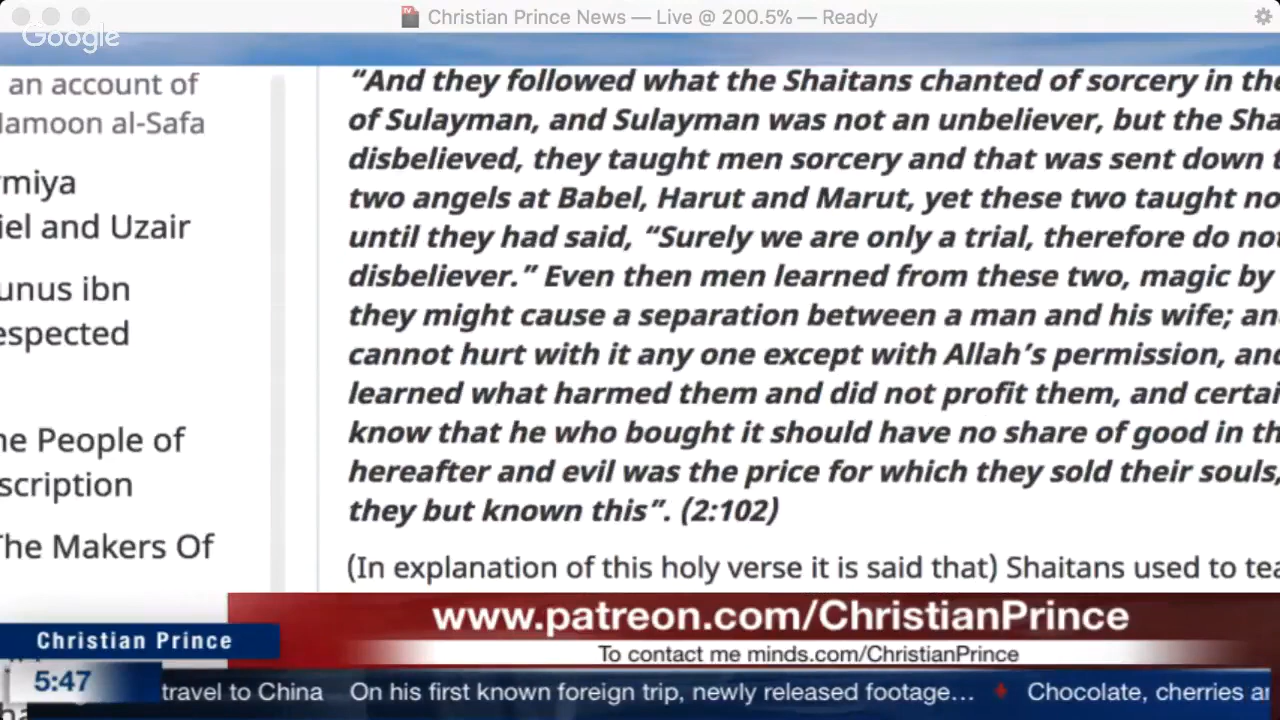 Christian Prince News — Live @ 200.5% — Ready
Google
an account of
amoon al-Safa
miya
iel and Uzair
unus ibn
espected
ne People of
scription
The Makers Of
“And they followed what the Shaitans chanted of sorcery in the
of Sulayman, and Sulayman was not an unbeliever, but the Sha
disbelieved, they taught men sorcery and that was sent down
two angels at Babel, Harut and Marut, yet these two taught no
until they had said, “Surely we are only a trial, therefore do not
disbeliever.” Even then men learned from these two, magic by
they might cause a separation between a man and his wife; and
cannot hurt with it any one except with Allah’s permission, and
learned what harmed them and did not profit them, and certai
know that he who bought it should have no share of good in th
hereafter and evil was the price for which they sold their souls,
they but known this”. (2:102)
(In explanation of this holy verse it is said that) Shaitans used to tea
www.patreon.com/ChristianPrince
To contact me minds.com/ChristianPrince
Christian Prince
5:47
travel to China On his first known foreign trip, newly released footage... Chocolate, cherries ar